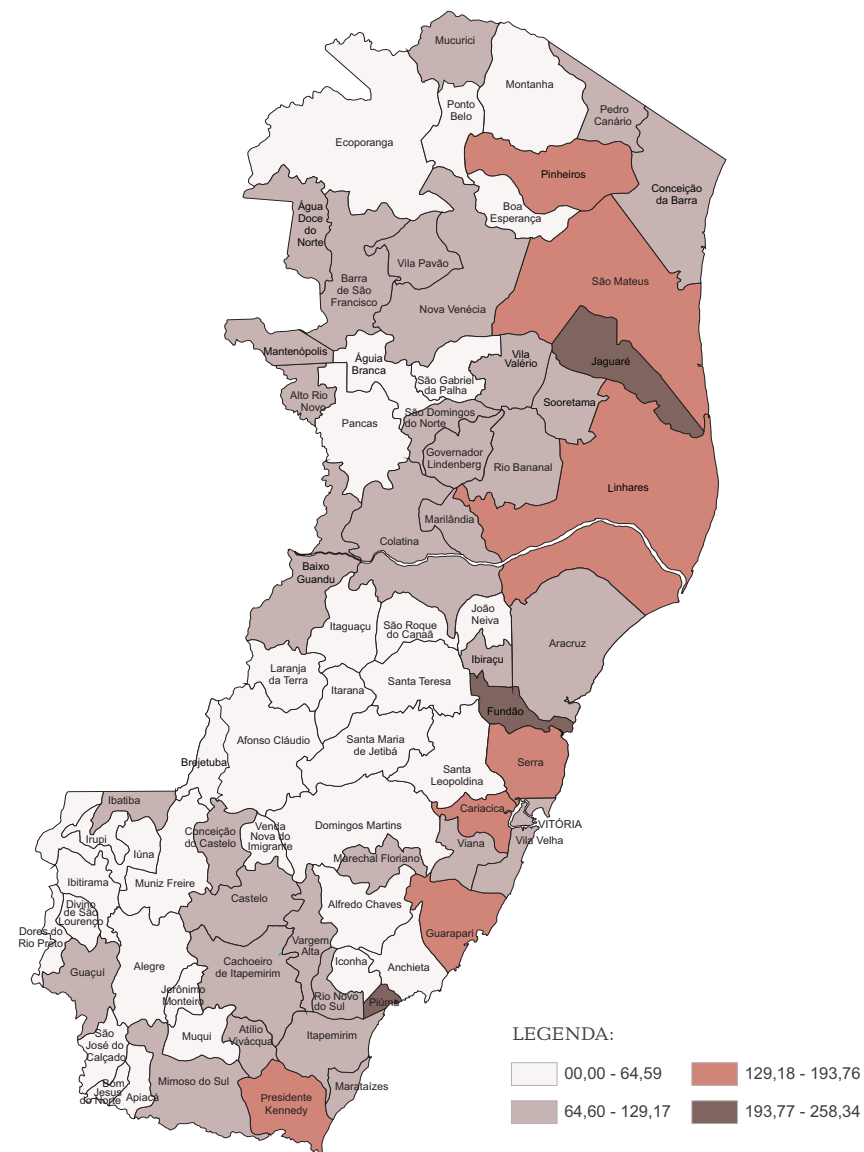 Mucurici
Montanha
Ponto
Belo
Pedro
Canário
Ecoporanga
Pinheiros
Conceição
da Barra
Boa
Esperança
Água
Doce
do
Norte
Vila Pavão
Barra
de São
Francisco
São Mateus
Nova Venécia
Mantenópolis
Águia
Branca
Vila
Valério
Jaguaré
São Gabriel
da Palha
Alto Rio
Novo
Sooretama
São Domingos
do Norte
Pancas
Governador
Lindenberg
Rio Bananal
Linhares
Marilândia
Colatina
Baixo
Guandu
João
Neiva
Itaguaçu
São Roque
do Canaã
Aracruz
Ibiraçu
Laranja
da Terra
Itarana
Santa Teresa
Fundão
Afonso Cláudio
Santa Maria
de Jetibá
Brejetuba
Santa
Leopoldina
Serra
Ibatiba
Cariacica
VITÓRIA
Vila Velha
Irupi
Iúna
Conceição
do Castelo
Venda
Nova do
Imigrante
Domingos Martins
Viana
Marechal Floriano
Ibitirama
Muniz Freire
Castelo
Alfredo Chaves
Divino
de São
Lourenço
Dores do
Rio Preto
Guaraparí
Vargem
Alta
Guaçuí
Alegre
Cachoeiro
de Itapemirim
Iconha
Anchieta
Jerônimo
Monteiro
Rio Novo
do Sul
Piúma
São
José do
Calçado
Muqui
Atílio
Vivácqua
Itapemirim
Bom
Jesus
do Norte
Apiacá
Mimoso do Sul
Presidente
Kennedy
Marataízes
LEGENDA:
00,00 - 64,59
129,18 - 193,76
64,60 - 129,17
193,77 - 258,34